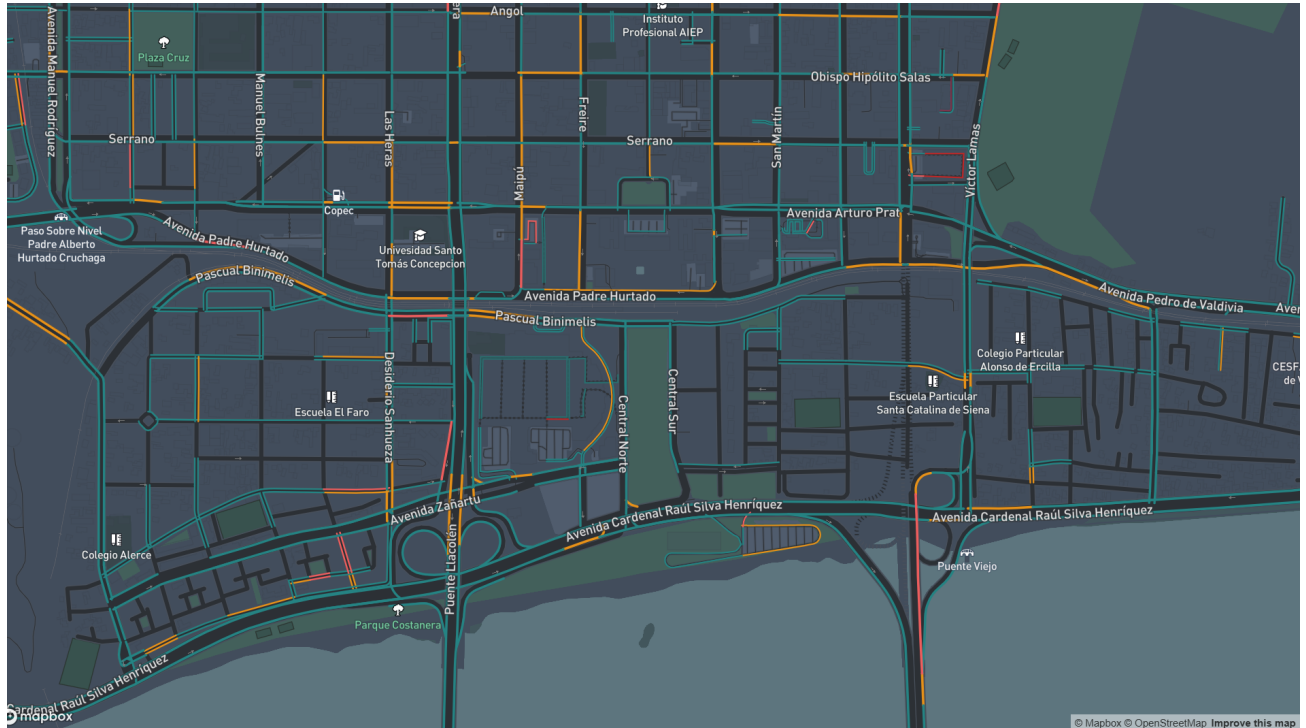 Avenida Manuel Rodríguez
Plaza Cruz
Angol
Instituto
Profesional AIEP
Obispo Hipólito Salas
Manuel Bulnes
Las Heras
Freire
San Martín
Maipú
Víctor Lamas
Serrano
Serrano
Copec
Avenida Arturo Prat
Paso Sobre Nivel
Padre Alberto
Hurtado Cruchaga
Avenida Padre Hurtado
Univesidad Santo
Tomás Concepcion
Pascual Binimelis
Avenida Padre Hurtado
Pascual Binimelis
Avenida Pedro de Valdivia
Colegio Particular
Alonso de Ercilla
Escuela El Faro
Desiderio Sanhueza
Central Norte
Central Sur
Escuela Particular
Santa Catalina de Siena
Avenida Zañartu
Avenida Cardenal Raúl Silva Henríquez
Avenida Cardenal Raúl Silva Henríquez
Colegio Alerce
Puente Llacolén
Puente Viejo
Parque Costanera
Cardenal Raúl Silva Henríquez
mapbox
© Mapbox © OpenStreetMap Improve this map